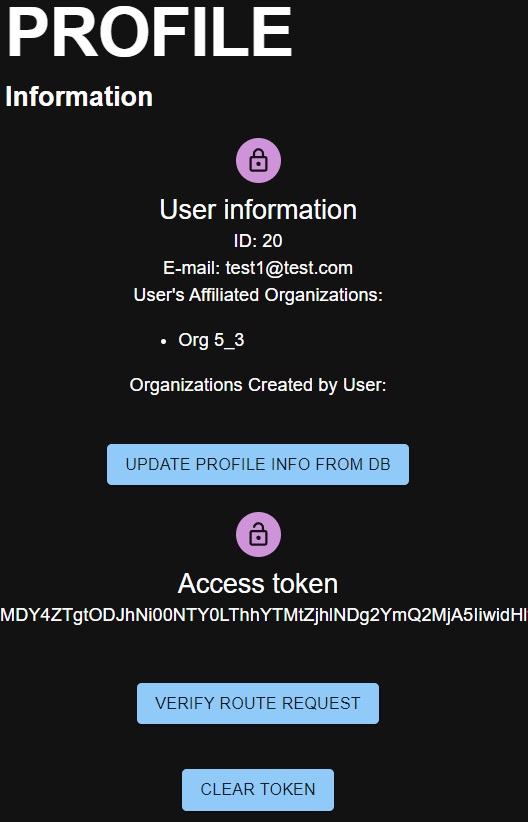 PROFILE
Information
User information
ID: 20
E-mail: test1@test.com
User's Affiliated Organizations:
• Org 5_3
Organizations Created by User:
UPDATE PROFILE INFO FROM DB
Access token
VERIFY ROUTE REQUEST
CLEAR TOKEN